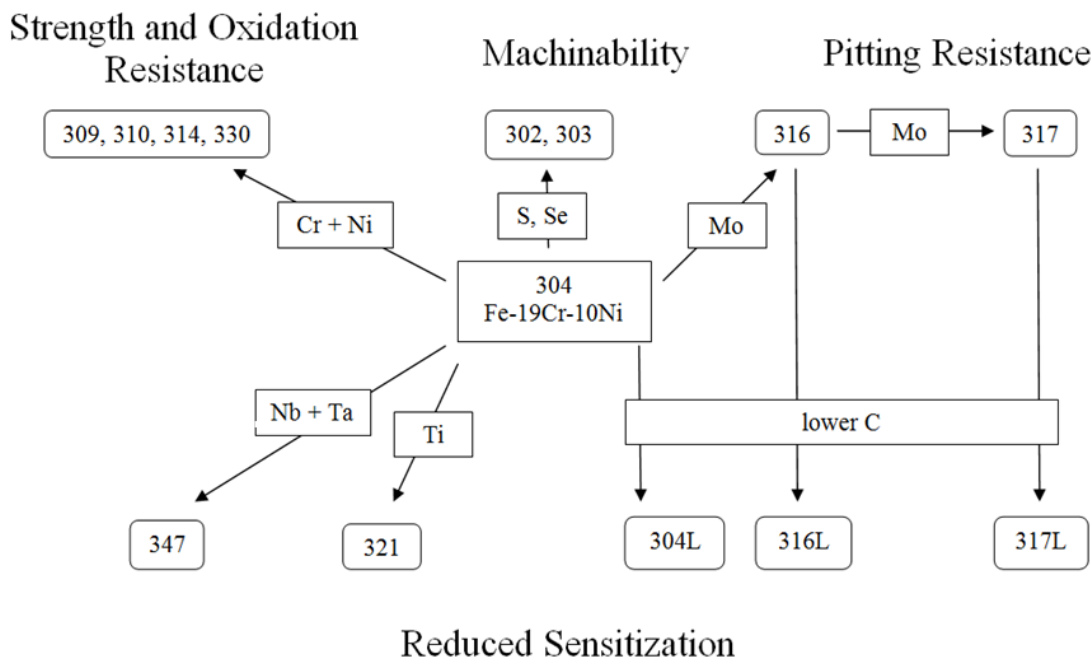 Strength and Oxidation
Resistance
Machinability
Pitting Resistance
309, 310, 314, 330
302, 303
316
Mo
317
Cr + Ni
S, Se
Mo
304
Fe-19Cr-10Ni
Nb + Ta
Ti
lower C
347
321
304L
316L
317L
Reduced Sensitization